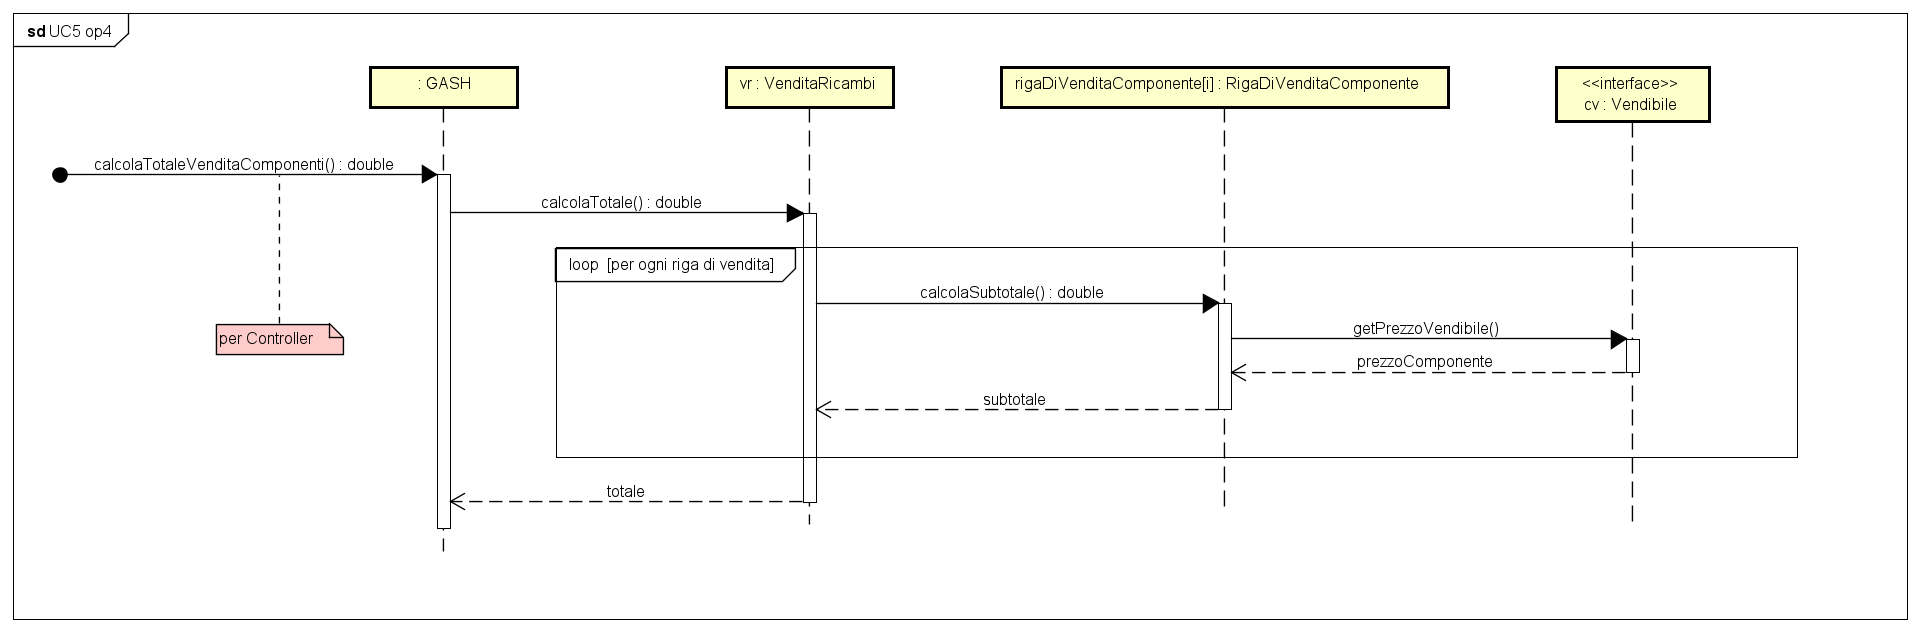 sd UC5 op4
: GASH
vr : VenditaRicambi
rigaDiVenditaComponente[i] : RigaDiVenditaComponente
<<interface>>
cv : Vendibile
calcolaTotaleVenditaComponenti() : double
calcolaTotale() : double
loop [per ogni riga di vendita]
calcolaSubtotale() : double
getPrezzoVendibile()
per Controller
prezzoComponente
subtotale
totale